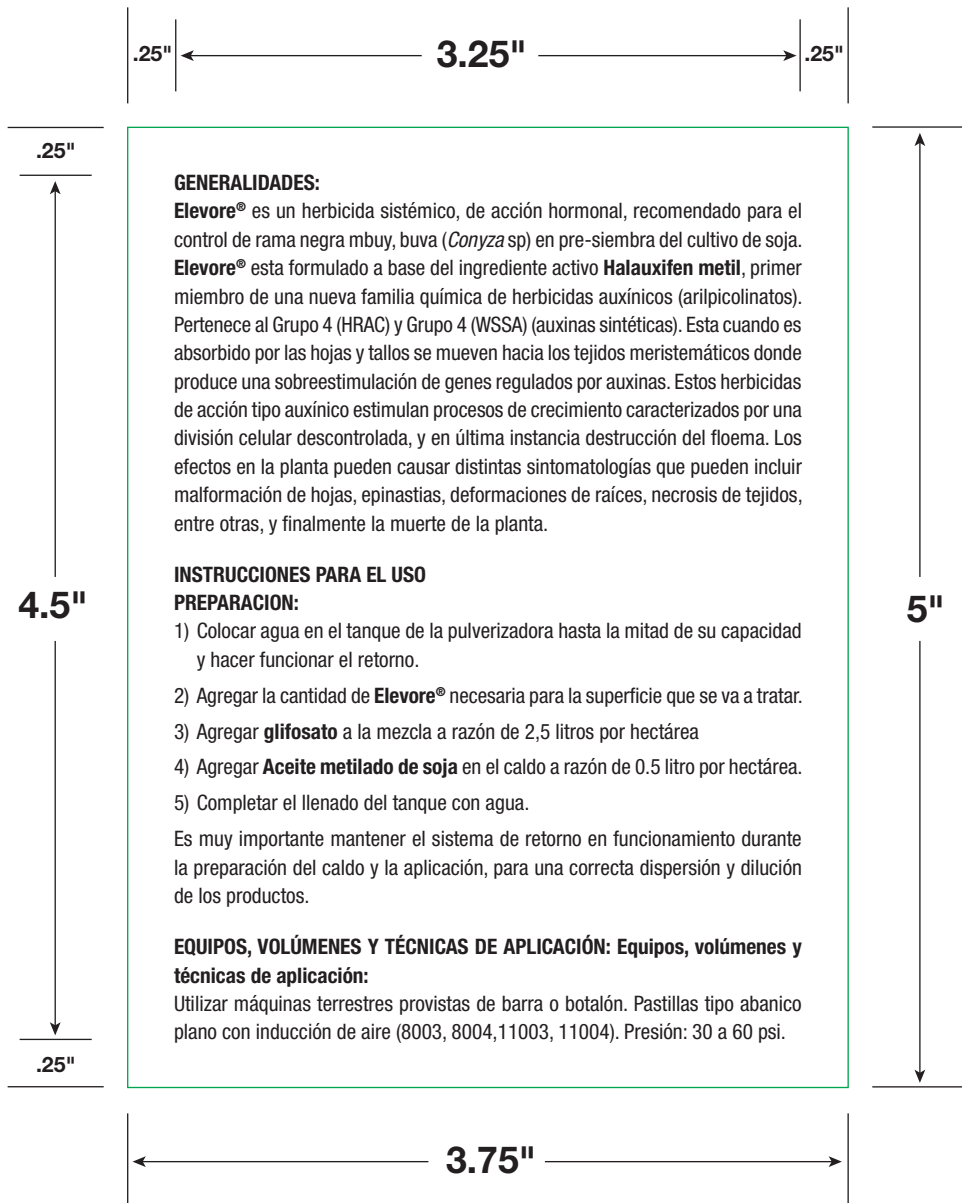 .25" 3.25" .25"
.25"
GENERALIDADES:
Elevore® es un herbicida sistémico, de acción hormonal, recomendado para el
control de rama negra mbuy, buva (Conyza sp) en pre-siembra del cultivo de soja.
Elevore® esta formulado a base del ingrediente activo Halauxifen metil, primer
miembro de una nueva familia química de herbicidas auxínicos (arilpicolinatos).
Pertenece al Grupo 4 (HRAC) y Grupo 4 (WSSA) (auxinas sintéticas). Esta cuando es
absorbido por las hojas y tallos se mueven hacia los tejidos meristemáticos donde
produce una sobreestimulación de genes regulados por auxinas. Estos herbicidas
de acción tipo auxínico estimulan procesos de crecimiento caracterizados por una
división celular descontrolada, y en última instancia destrucción del floema. Los
efectos en la planta pueden causar distintas sintomatologías que pueden incluir
malformación de hojas, epinastias, deformaciones de raíces, necrosis de tejidos,
entre otras, y finalmente la muerte de la planta.
INSTRUCCIONES PARA EL USO
PREPARACION:
4.5"
5"
1) Colocar agua en el tanque de la pulverizadora hasta la mitad de su capacidad
y hacer funcionar el retorno.
2) Agregar la cantidad de Elevore® necesaria para la superficie que se va a tratar.
3) Agregar glifosato a la mezcla a razón de 2,5 litros por hectárea
4) Agregar Aceite metilado de soja en el caldo a razón de 0.5 litro por hectárea.
5) Completar el llenado del tanque con agua.
Es muy importante mantener el sistema de retorno en funcionamiento durante
la preparación del caldo y la aplicación, para una correcta dispersión y dilución
de los productos.
EQUIPOS, VOLÚMENES Y TÉCNICAS DE APLICACIÓN: Equipos, volúmenes y
técnicas de aplicación:
Utilizar máquinas terrestres provistas de barra o botalón. Pastillas tipo abanico
plano con inducción de aire (8003, 8004,11003, 11004). Presión: 30 a 60 psi.
.25"
3.75"